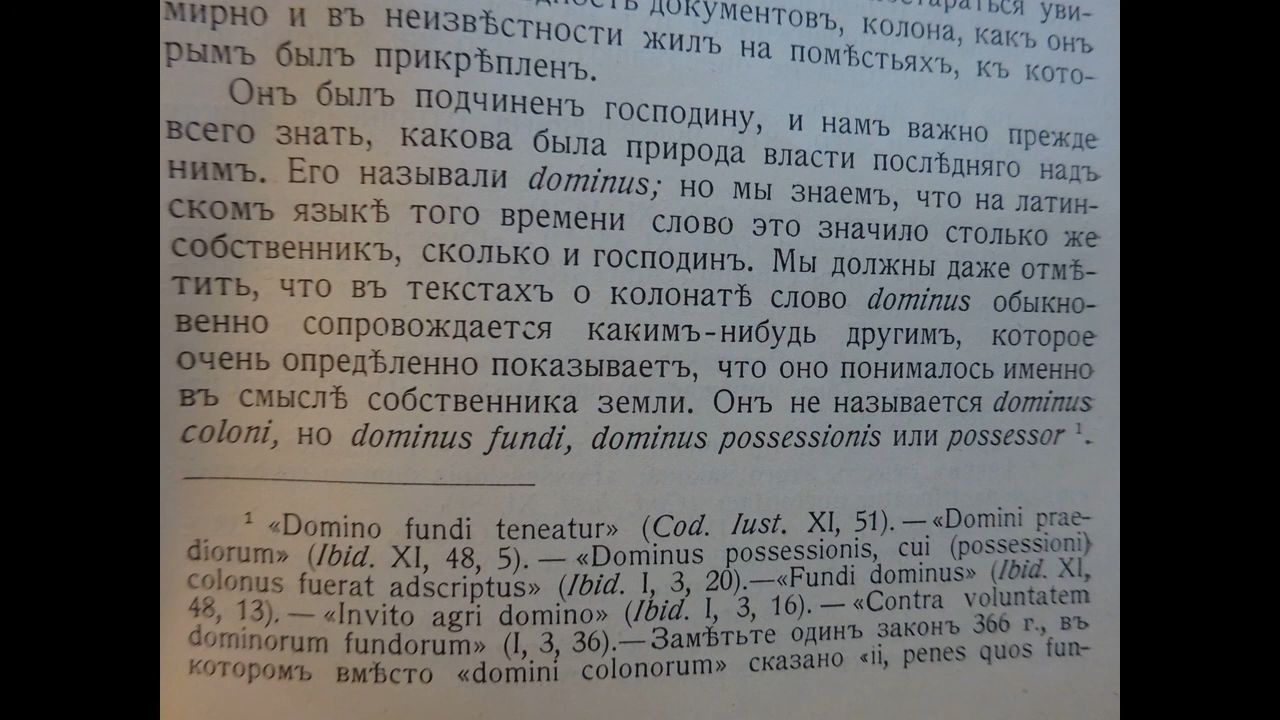 документовъ, колона, какъ онъ
мирно и въ неизвѣстности жилъ на помѣстьяхъ, къ кото-
рымъ былъ прикрѣпленъ.
Онъ былъ подчиненъ господину, и намъ важно прежде
всего знать, какова была природа власти послѣдняго надъ
нимъ. Его называли dominus; но мы знаемъ, что на латин-
скомъ языкѣ того времени слово это значило столько же
собственникъ, сколько и господинъ. Мы должны даже отмѣ-
тить, что въ текстахъ о колонатѣ слово dominus обыкно-
венно сопровождается какимъ-нибудь другимъ, которое
очень опредѣленно показываетъ, что оно понималось именно
въ смыслѣ собственника земли. Онъ не называется dominus
coloni, но dominus fundi, dominus possessionis или possessor ¹.
¹ «Domino fundi teneatur» (Cod. Iust. XI, 51). — «Domini prae-
diorum» (Ibid. XI, 48, 5). — «Dominus possessionis, cui (possessioni)
colonus fuerat adscriptus» (Ibid. I, 3, 20).—«Fundi dominus» (Ibid. XI,
48, 13). — «Invito agri domino» (Ibid. I, 3, 16). — «Contra voluntatem
dominorum fundorum» (I, 3, 36).—Замѣтьте одинъ законъ 366 г., въ
которомъ вмѣсто «domini colonorum» сказано «ii, penes quos fun-